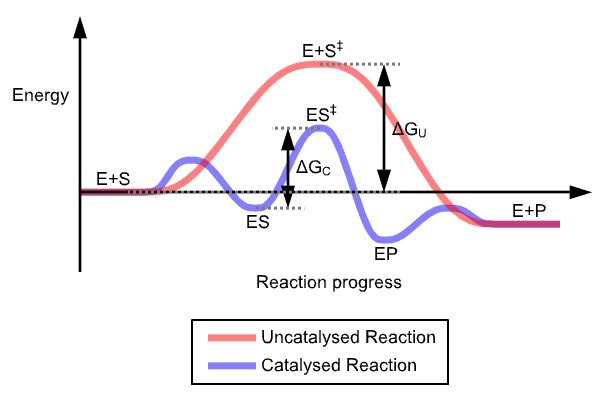 E+S‡
Energy
ES‡
ΔGU
ΔGC
E+S
ES
E+P
EP
Reaction progress
Uncatalysed Reaction
Catalysed Reaction